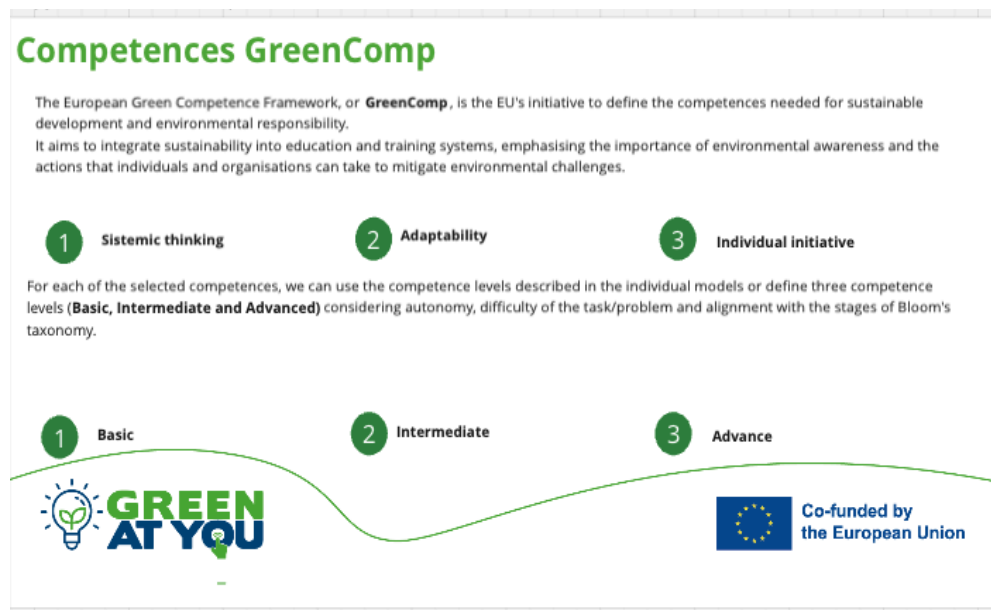 Competences GreenComp
The European Green Competence Framework, or GreenComp, is the EU's initiative to define the competences needed for sustainable
development and environmental responsibility.
It aims to integrate sustainability into education and training systems, emphasising the importance of environmental awareness and the
actions that individuals and organisations can take to mitigate environmental challenges.
1 Sistemic thinking 2 Adaptability 3 Individual initiative
For each of the selected competences, we can use the competence levels described in the individual models or define three competence
levels (Basic, Intermediate and Advanced) considering autonomy, difficulty of the task/problem and alignment with the stages of Bloom's
taxonomy.
1 Basic 2 Intermediate 3 Advance
GREEN
AT YOU
Co-funded by
the European Union